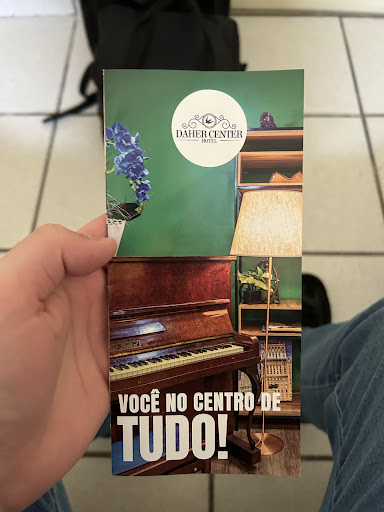 DAHER CENTER
HOTEL
VOCÊ NO CENTRO DE
TUDO!